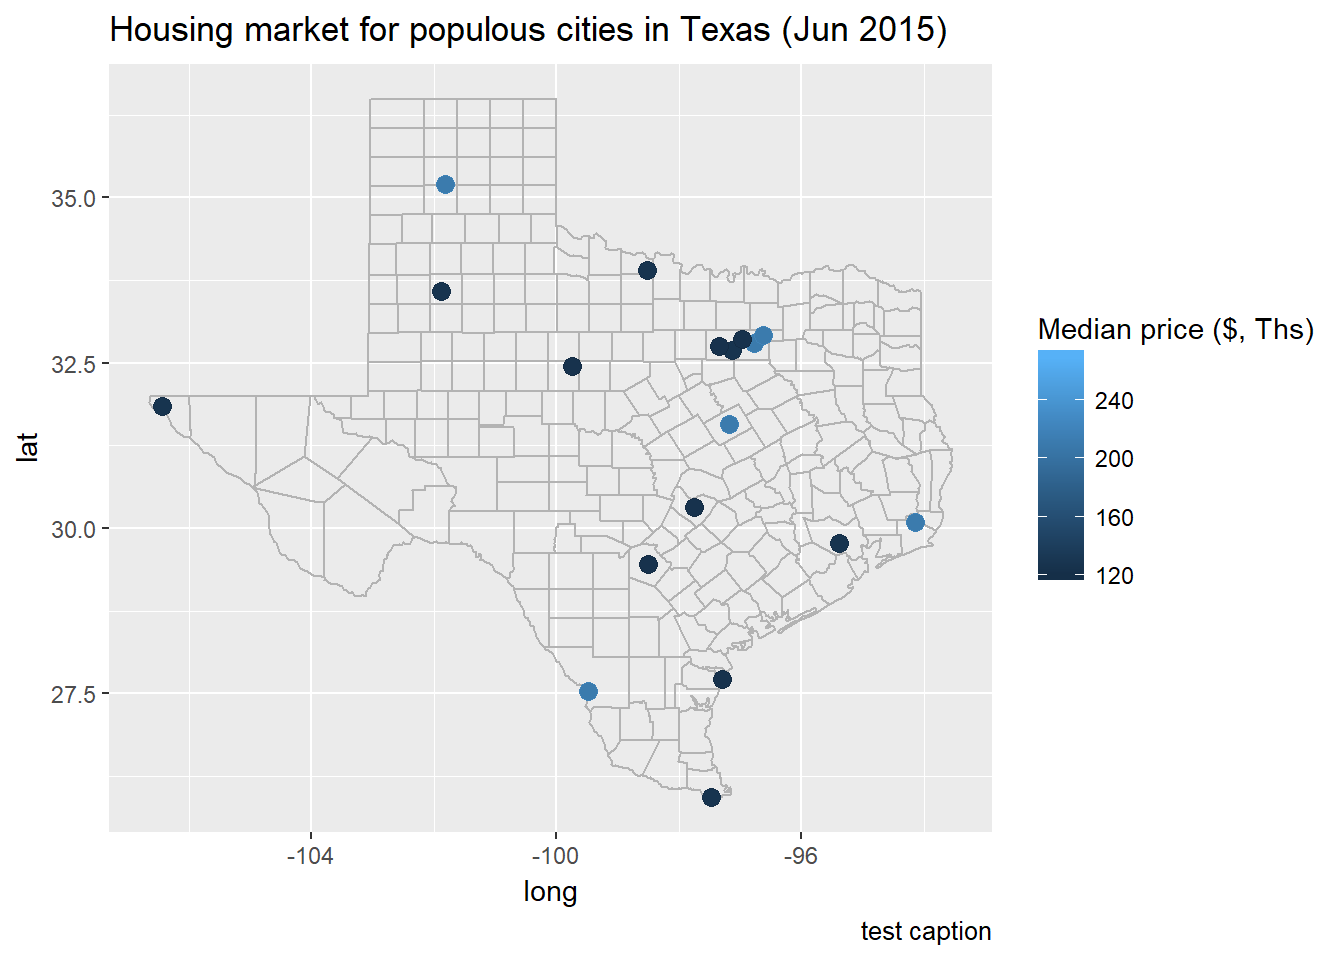 Housing market for populous cities in Texas (Jun 2015)
35.0
32.5
30.0
27.5
lat
-104
-100
-96
long
Median price ($, Ths)
240
200
160
120
test caption